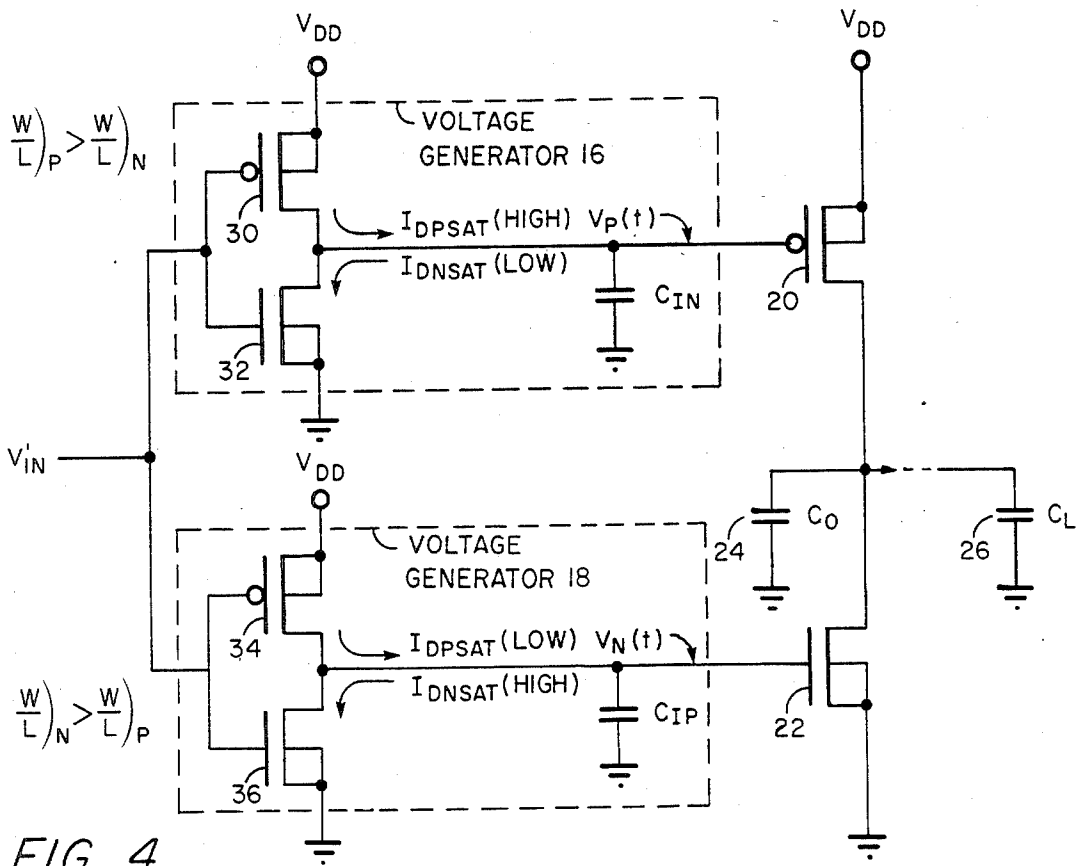 V_DD
V_DD
W/L)_P > W/L)_N
VOLTAGE
GENERATOR 16
30
I_DPSAT (HIGH) V_P(t)
I_DNSAT (LOW)
C_IN
20
32
V'_IN
V_DD
24
C_O
26
C_L
VOLTAGE
GENERATOR 18
34
I_DPSAT (LOW) V_N(t)
I_DNSAT (HIGH)
W/L)_N > W/L)_P
C_IP
22
36
FIG. 4